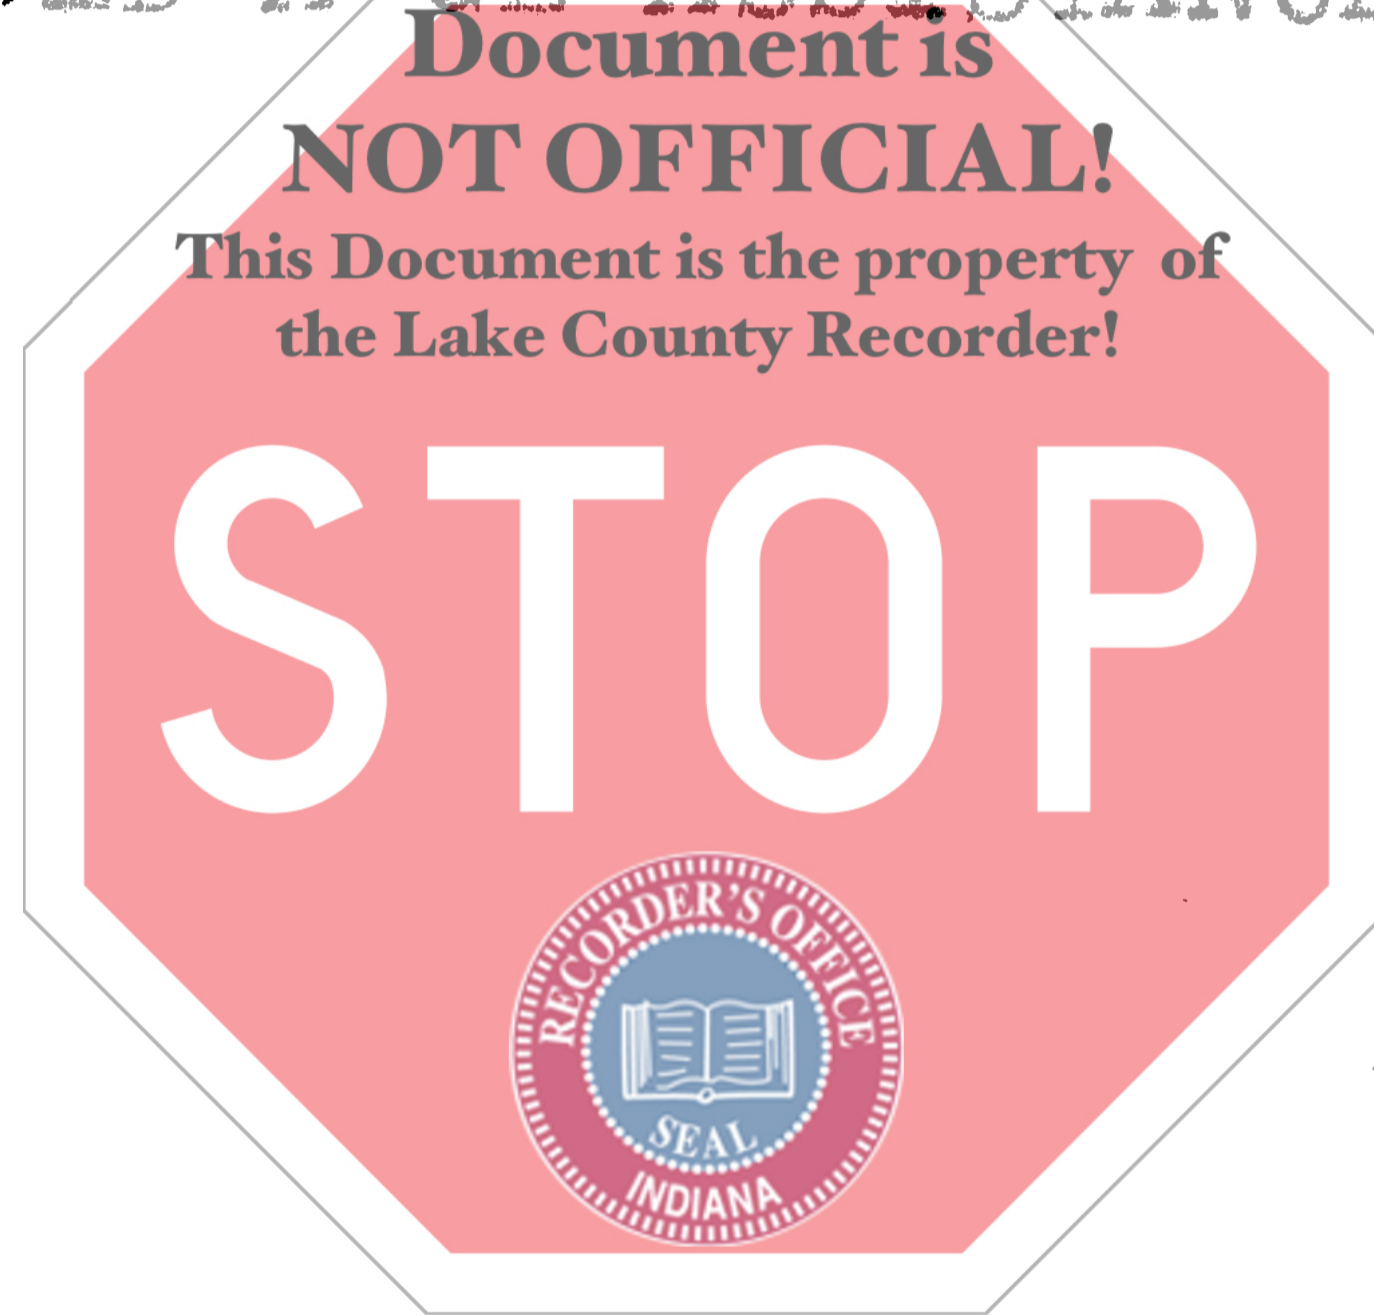 Document is
NOT OFFICIAL!
This Document is the property of
the Lake County Recorder!
STOP
RECORDER'S OFFICE
SEAL
INDIANA